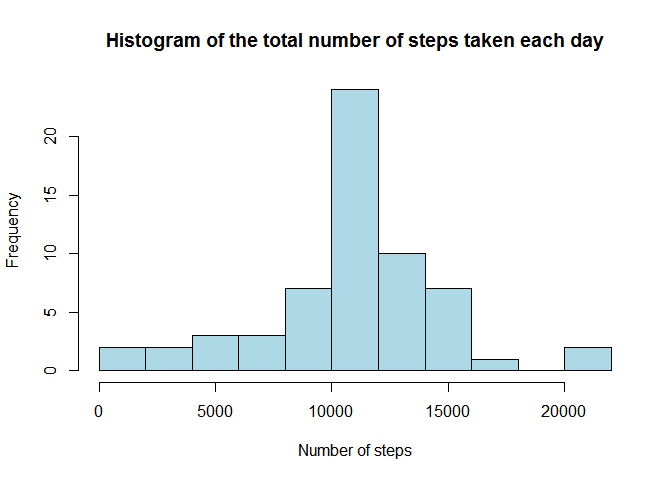 Histogram of the total number of steps taken each day
Frequency
20
15
10
5
0
0 5000 10000 15000 20000
Number of steps